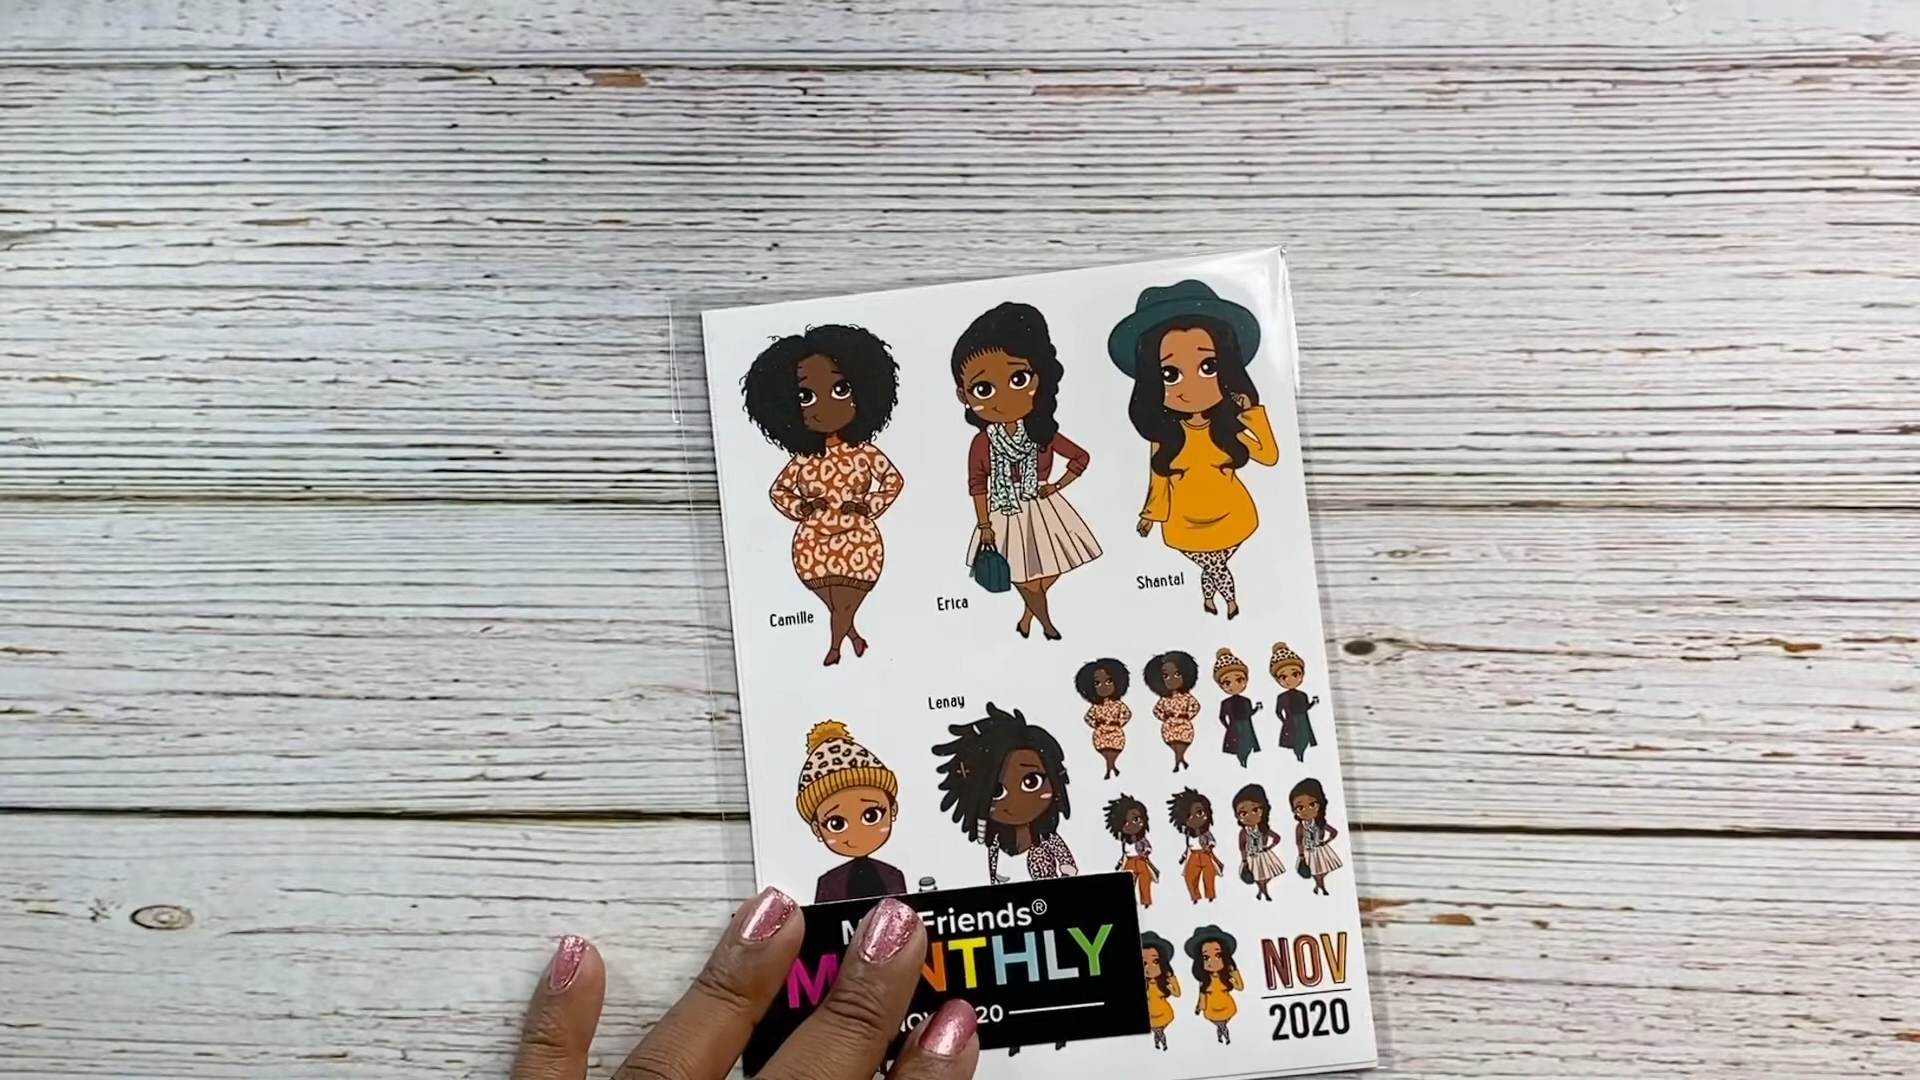 Camille
Erica
Shantal
Lenay
Friends®
NTHLY
20
NOV
2020